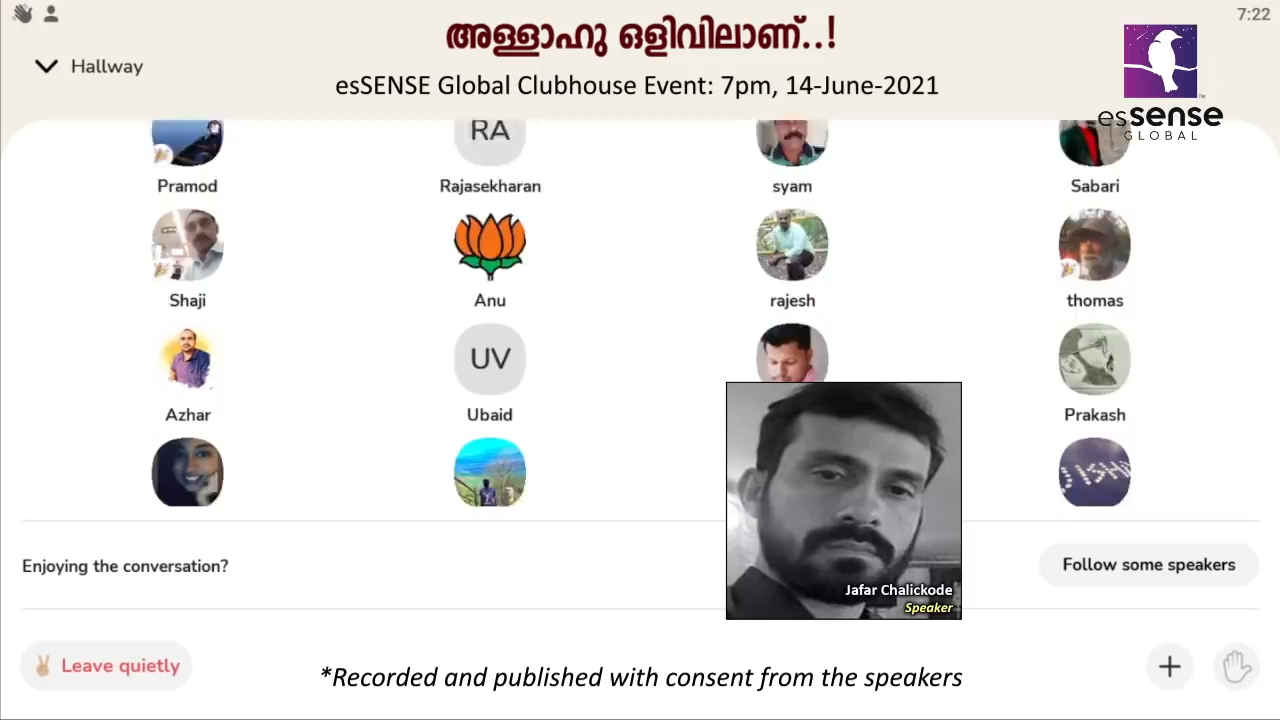 7:22
അള്ളാഹു ഒളിവിലാണ്..!
Hallway
esSENSE Global Clubhouse Event: 7pm, 14-June-2021
essense
GLOBAL
RA
Pramod
Rajasekharan
syam
Sabari
Shaji
Anu
rajesh
thomas
UV
Azhar
Ubaid
Prakash
Enjoying the conversation?
Follow some speakers
Jafar Chalickode
Speaker
Leave quietly
*Recorded and published with consent from the speakers